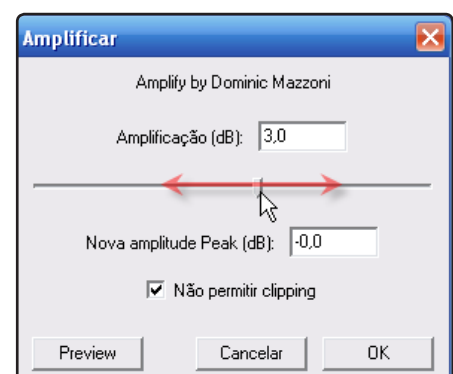 Amplificar
Amplify by Dominic Mazzoni
Amplificação (dB): 3,0
Nova amplitude Peak (dB): -0,0
Não permitir clipping
Preview Cancelar OK